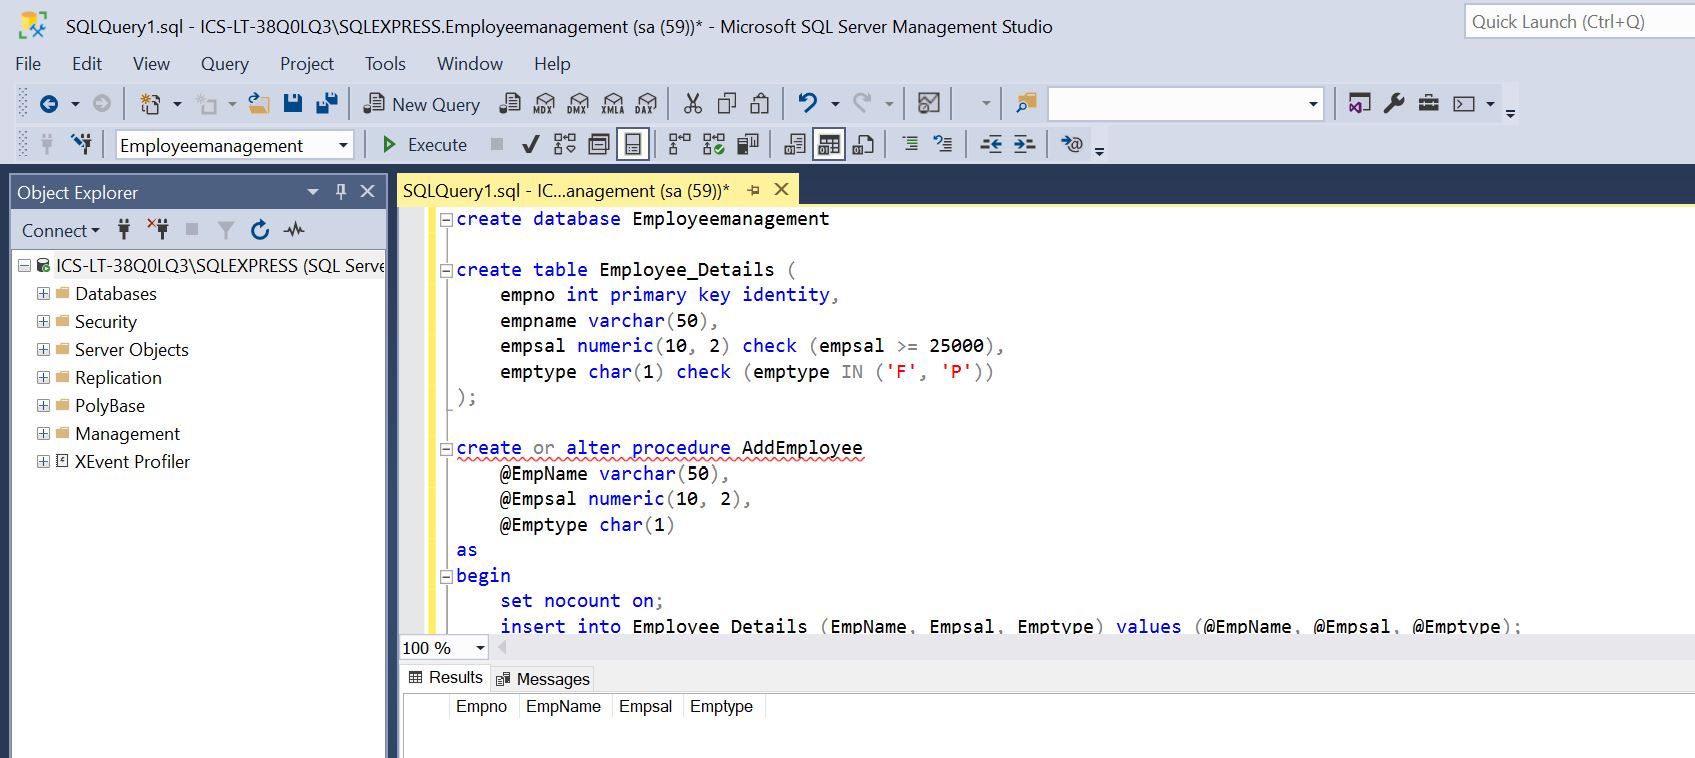 SQLQuery1.sql - ICS-LT-38Q0LQ3\SQLEXPRESS.Employeemanagement (sa (59))* - Microsoft SQL Server Management Studio
Quick Launch (Ctrl+Q)
File Edit View Query Project Tools Window Help
New Query MDX DMX XMLA DAX
Employeemanagement Execute
Object Explorer
Connect
ICS-LT-38Q0LQ3\SQLEXPRESS (SQL Serve
Databases
Security
Server Objects
Replication
PolyBase
Management
XEvent Profiler
SQLQuery1.sql - IC...anagement (sa (59))*
create database Employeemanagement
create table Employee_Details (
empno int primary key identity,
empname varchar(50),
empsal numeric(10, 2) check (empsal >= 25000),
emptype char(1) check (emptype IN ('F', 'P'))
);
create or alter procedure AddEmployee
@EmpName varchar(50),
@Empsal numeric(10, 2),
@Emptype char(1)
as
begin
set nocount on;
insert into Employee_Details (EmpName, Empsal, Emptype) values (@EmpName, @Empsal, @Emptype);
100 %
Results Messages
Empno EmpName Empsal Emptype